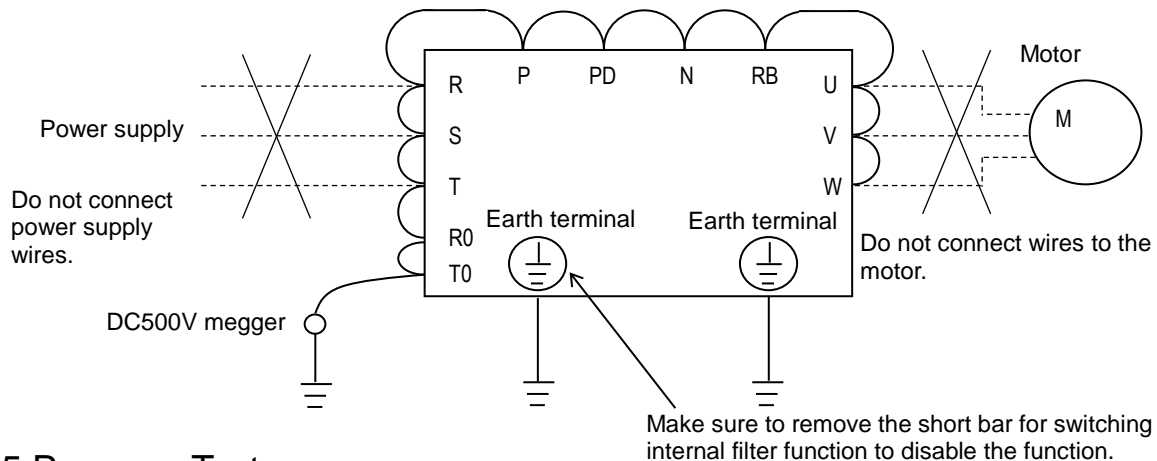 Motor
P PD N RB
R U
M
Power supply S V
T W
Do not connect
power supply
wires.
Earth terminal Earth terminal
R0
Do not connect wires to the
motor.
T0
DC500V megger
Make sure to remove the short bar for switching
internal filter function to disable the function.